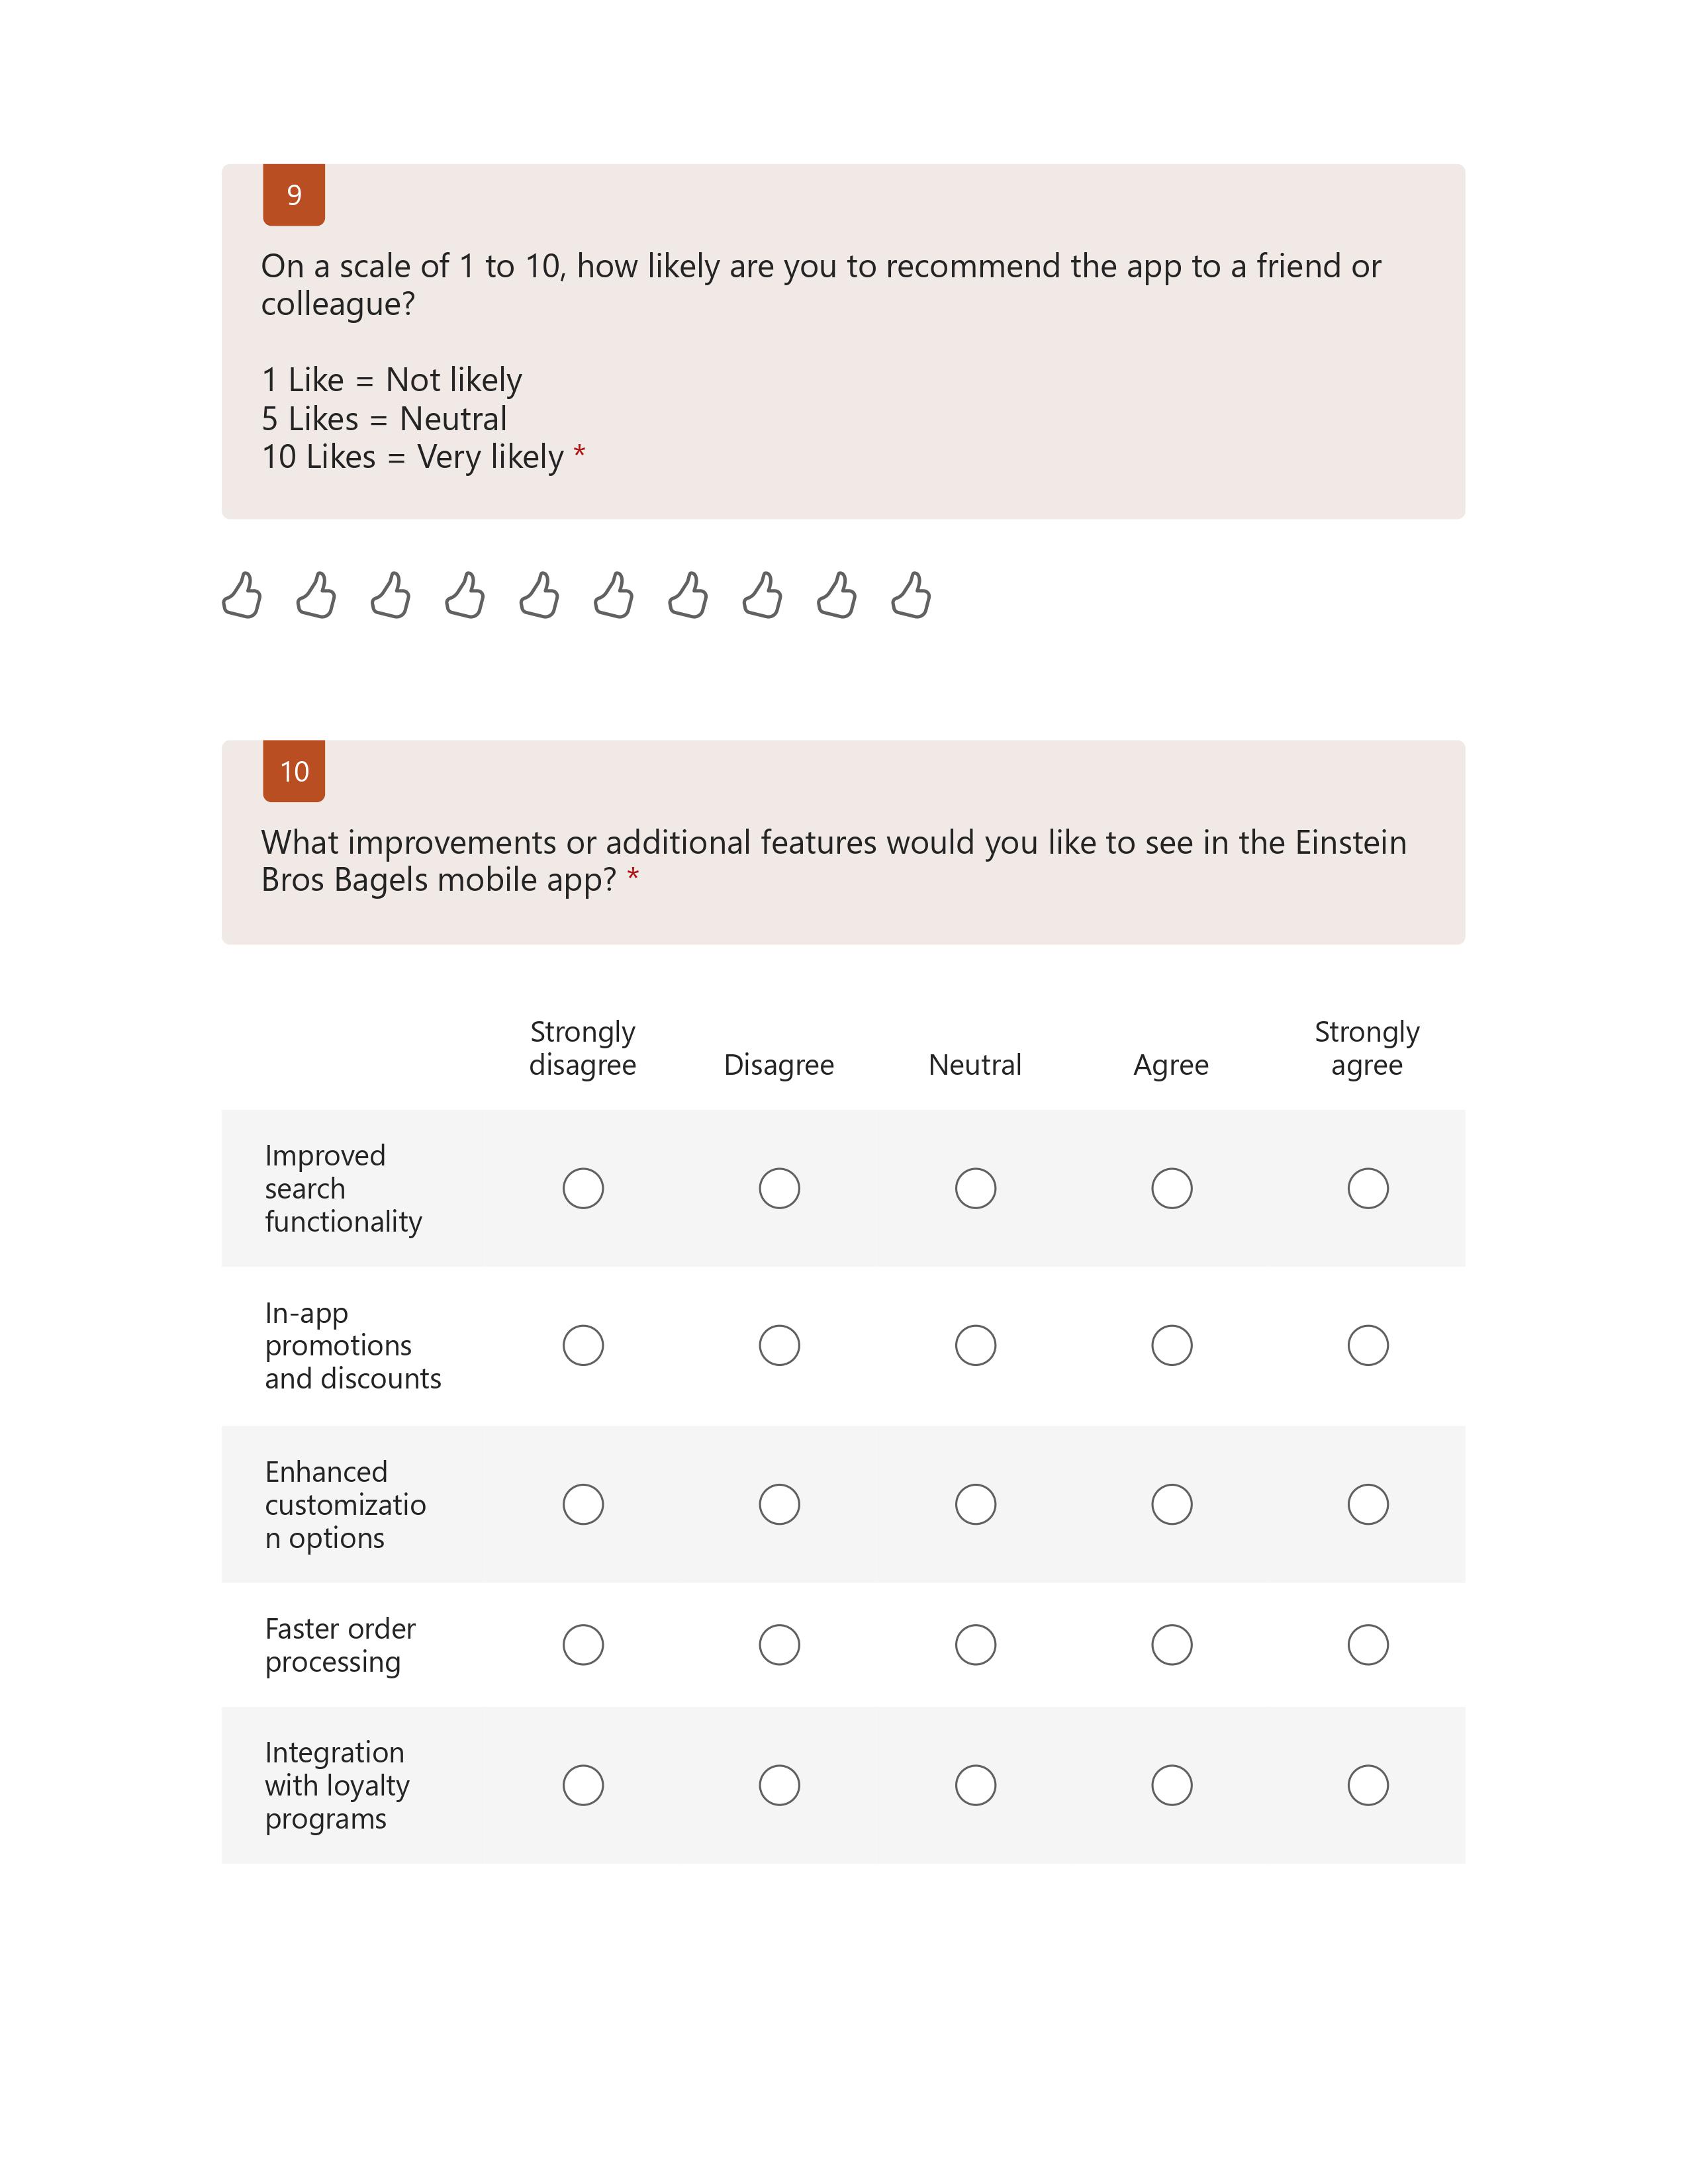 9
On a scale of 1 to 10, how likely are you to recommend the app to a friend or
colleague?
1 Like = Not likely
5 Likes = Neutral
10 Likes = Very likely *
10
What improvements or additional features would you like to see in the Einstein
Bros Bagels mobile app? *
Strongly
disagree
Disagree
Neutral
Agree
Strongly
agree
Improved
search
functionality
In-app
promotions
and discounts
Enhanced
customizatio
n options
Faster order
processing
Integration
with loyalty
programs